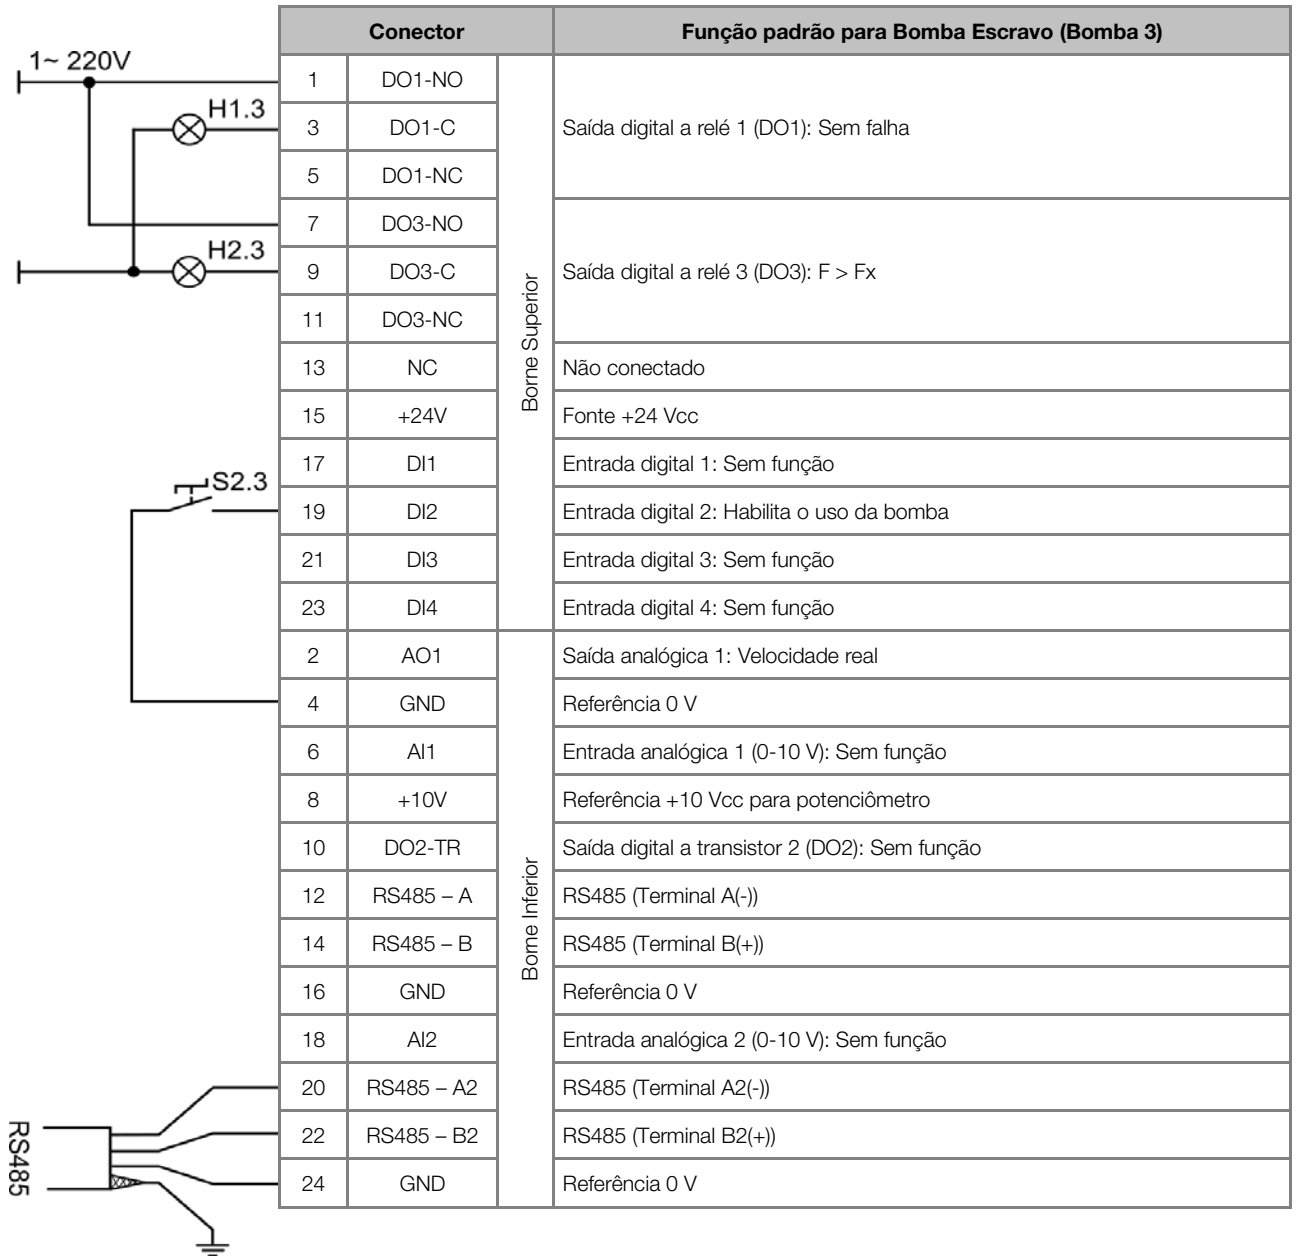 Conector Função padrão para Bomba Escravo (Bomba 3)
1~ 220V
1 DO1-NO
H1.3
3 DO1-C Saída digital a relé 1 (DO1): Sem falha
5 DO1-NC
7 DO3-NO
H2.3
9 DO3-C Saída digital a relé 3 (DO3): F > Fx
11 DO3-NC
Borne Superior
13 NC Não conectado
15 +24V Fonte +24 Vcc
17 DI1 Entrada digital 1: Sem função
S2.3
19 DI2 Entrada digital 2: Habilita o uso da bomba
21 DI3 Entrada digital 3: Sem função
23 DI4 Entrada digital 4: Sem função
2 AO1 Saída analógica 1: Velocidade real
4 GND Referência 0 V
6 AI1 Entrada analógica 1 (0-10 V): Sem função
8 +10V Referência +10 Vcc para potenciômetro
10 DO2-TR Saída digital a transistor 2 (DO2): Sem função
Borne Inferior
12 RS485 – A RS485 (Terminal A(-))
14 RS485 – B RS485 (Terminal B(+))
16 GND Referência 0 V
18 AI2 Entrada analógica 2 (0-10 V): Sem função
20 RS485 – A2 RS485 (Terminal A2(-))
RS485
22 RS485 – B2 RS485 (Terminal B2(+))
24 GND Referência 0 V